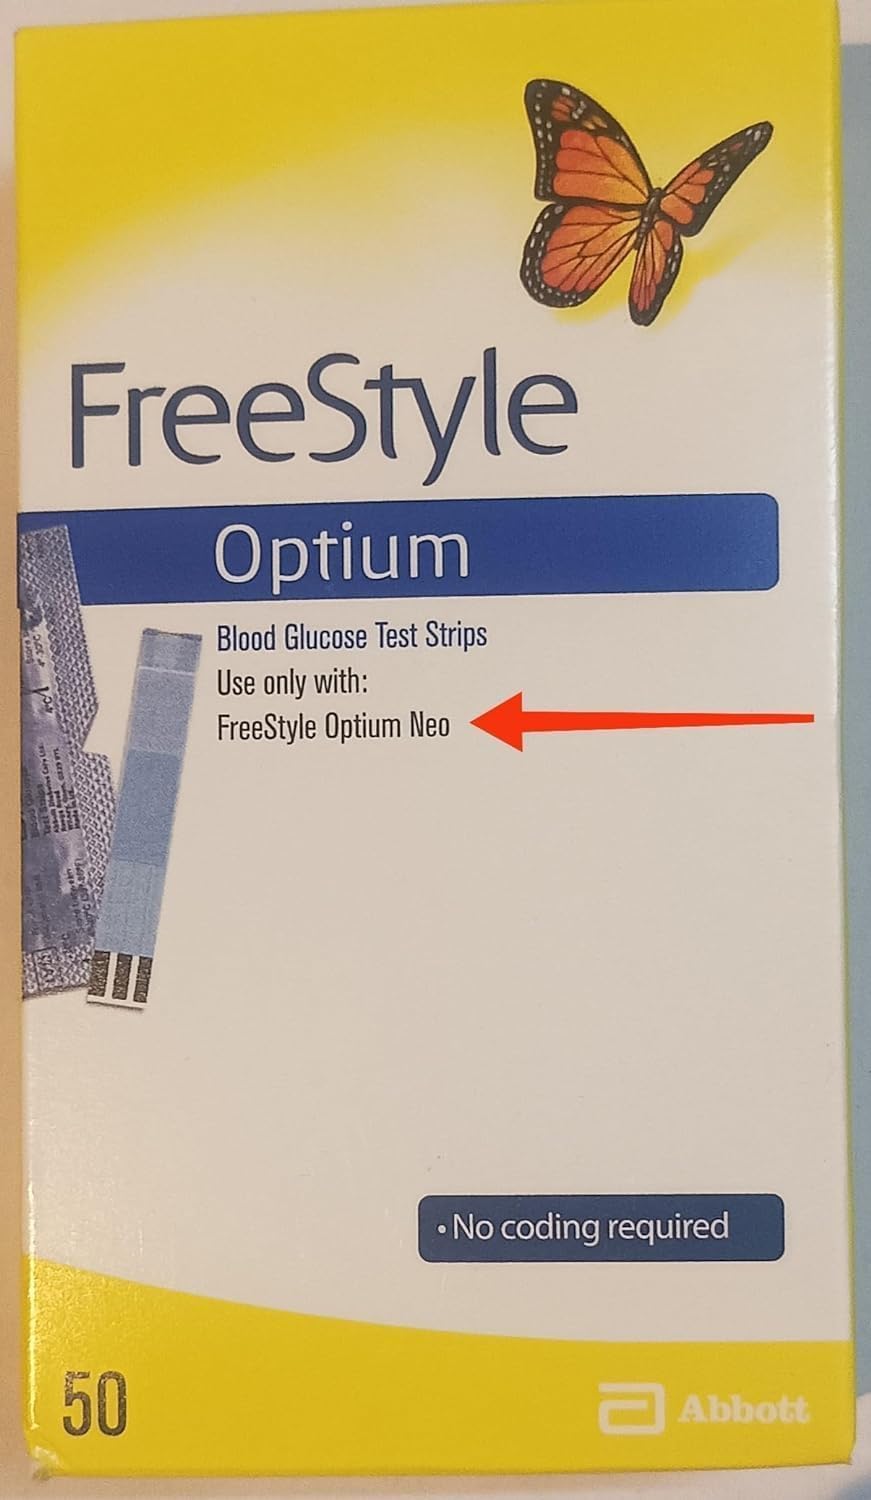 FreeStyle
Optium
Blood Glucose Test Strips
Use only with:
FreeStyle Optium Neo
• No coding required
50
Abbott